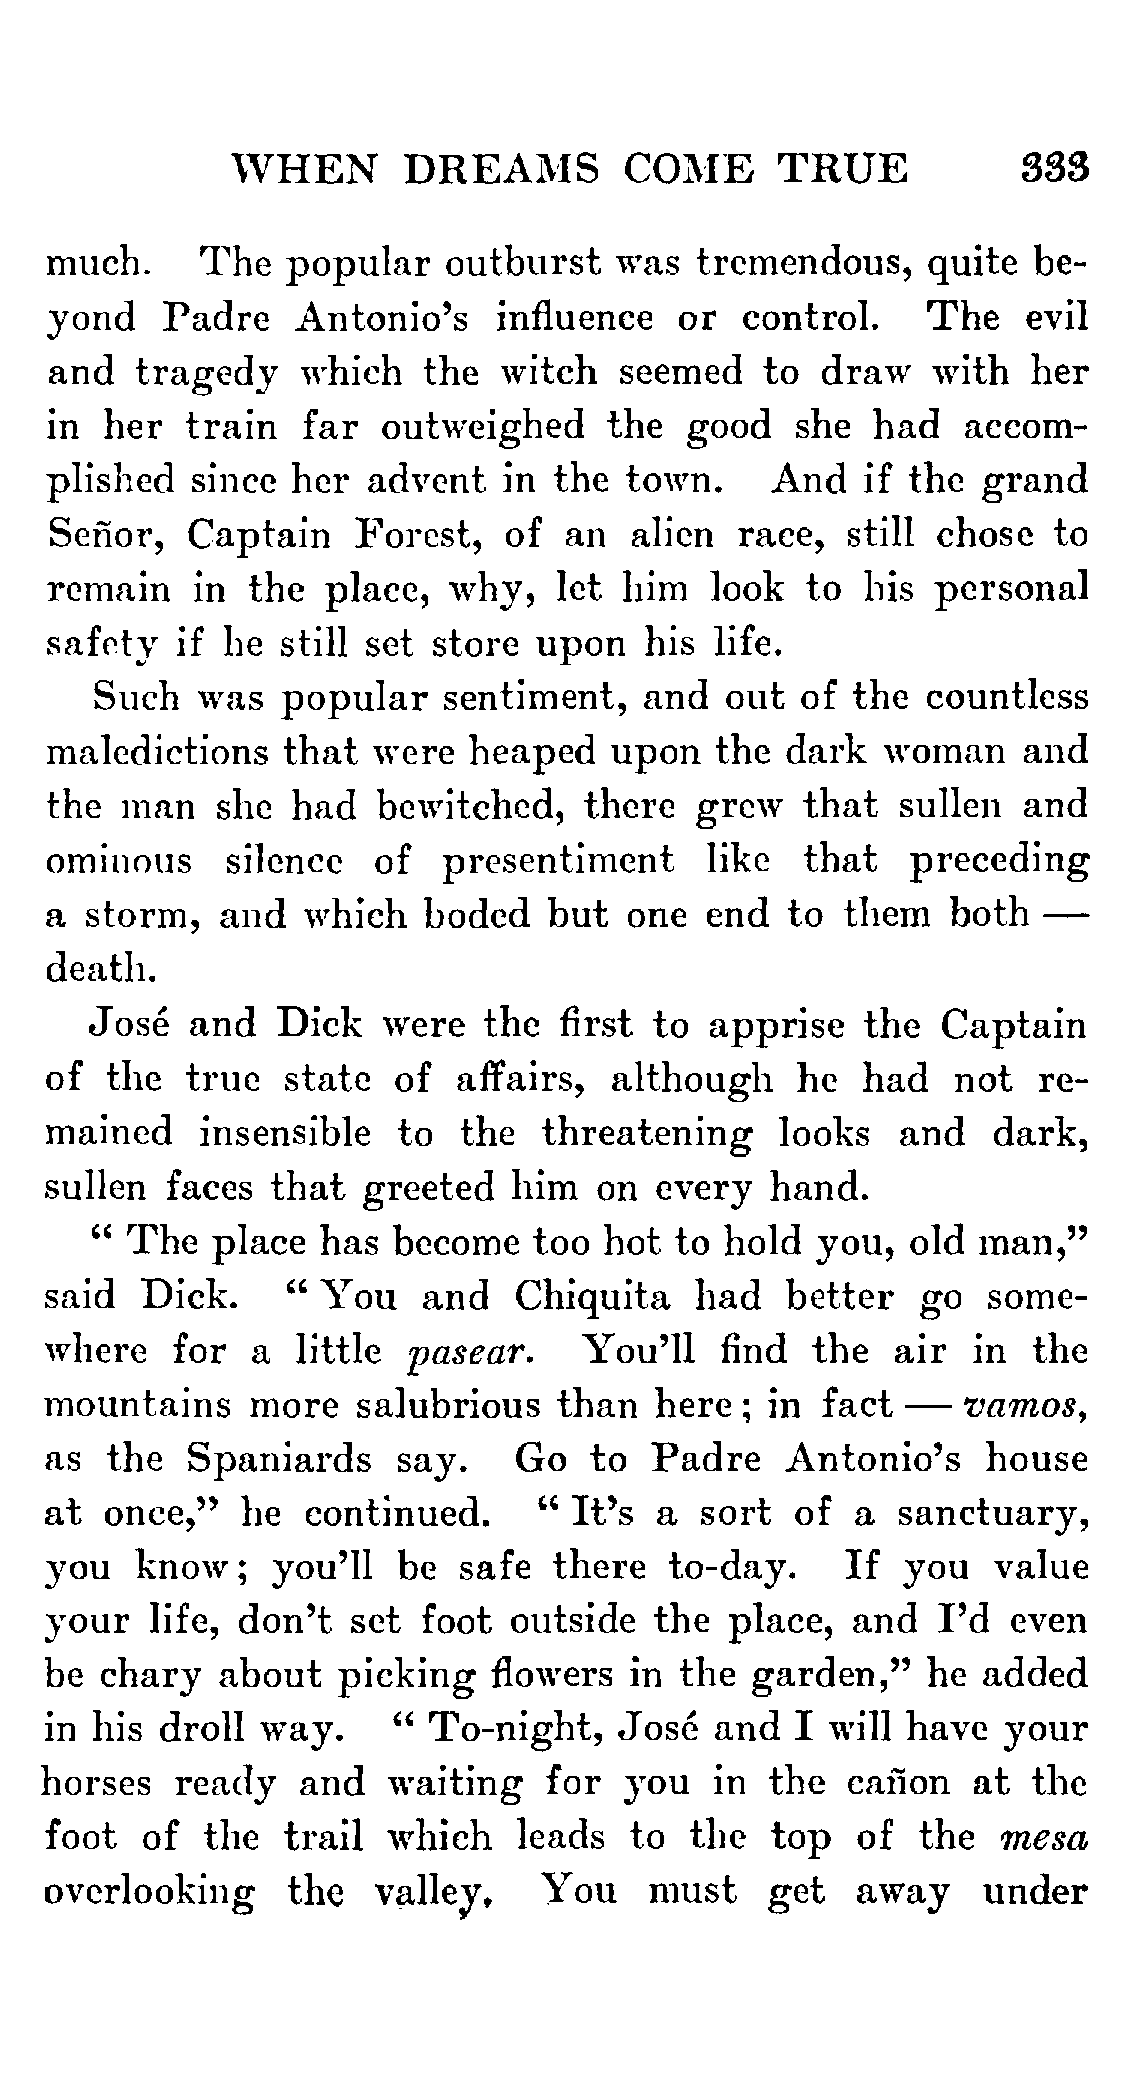 WHEN DREAMS COME TRUE 333
much. The popular outburst was tremendous, quite be-
yond Padre Antonio's influence or control. The evil
and tragedy which the witch seemed to draw with her
in her train far outweighed the good she had accom-
plished since her advent in the town. And if the grand
Señor, Captain Forest, of an alien race, still chose to
remain in the place, why, let him look to his personal
safety if he still set store upon his life.
Such was popular sentiment, and out of the countless
maledictions that were heaped upon the dark woman and
the man she had bewitched, there grew that sullen and
ominous silence of presentiment like that preceding
a storm, and which boded but one end to them both —
death.
José and Dick were the first to apprise the Captain
of the true state of affairs, although he had not re-
mained insensible to the threatening looks and dark,
sullen faces that greeted him on every hand.
“ The place has become too hot to hold you, old man,”
said Dick. “ You and Chiquita had better go some-
where for a little pasear. You'll find the air in the
mountains more salubrious than here ; in fact — vamos,
as the Spaniards say. Go to Padre Antonio's house
at once,” he continued. “ It's a sort of a sanctuary,
you know ; you'll be safe there to-day. If you value
your life, don't set foot outside the place, and I'd even
be chary about picking flowers in the garden,” he added
in his droll way. “ To-night, José and I will have your
horses ready and waiting for you in the cañon at the
foot of the trail which leads to the top of the mesa
overlooking the valley. You must get away under